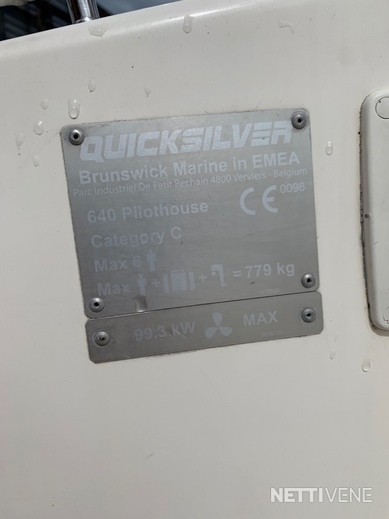 QUICKSILVER
Brunswick Marine in EMEA
Parc Industriel De Petit Rechain 4800 Verviers - Belgium
640 Pilothouse
CE 0098
Category C
Max 6
Max + + = 779 kg
99.3 kW MAX
NETTIVENE